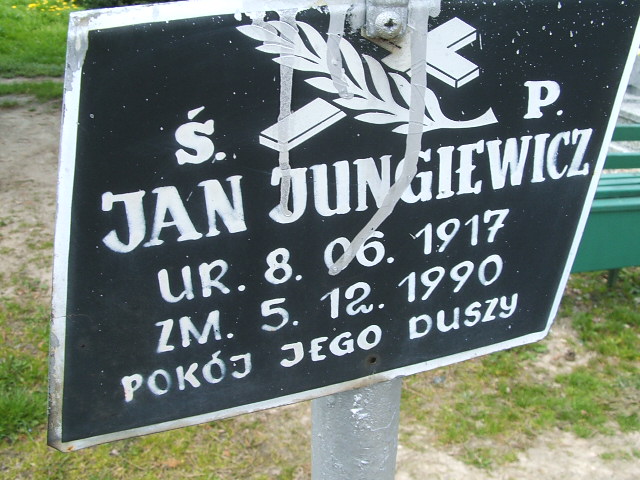 Ś. P.
JAN JUNGIEWICZ
UR. 8. 06. 1917
ZM. 5. 12. 1990
POKÓJ JEGO DUSZY